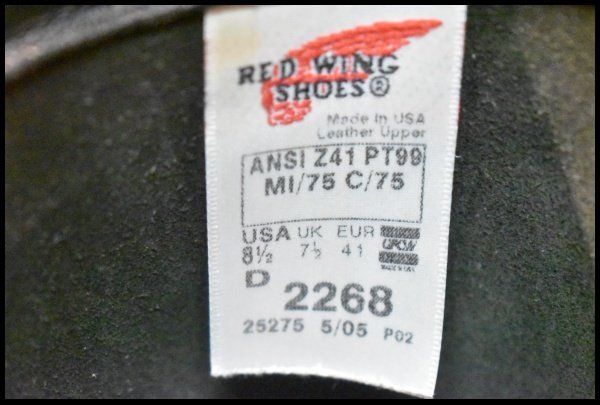 RED WING
SHOES®
Made In USA
Leather Upper
ANSI Z41 PT99
MI/75 C/75
USA UK EUR
8½ 7½ 41
UFCW
D
2268
25275 5/05 P02